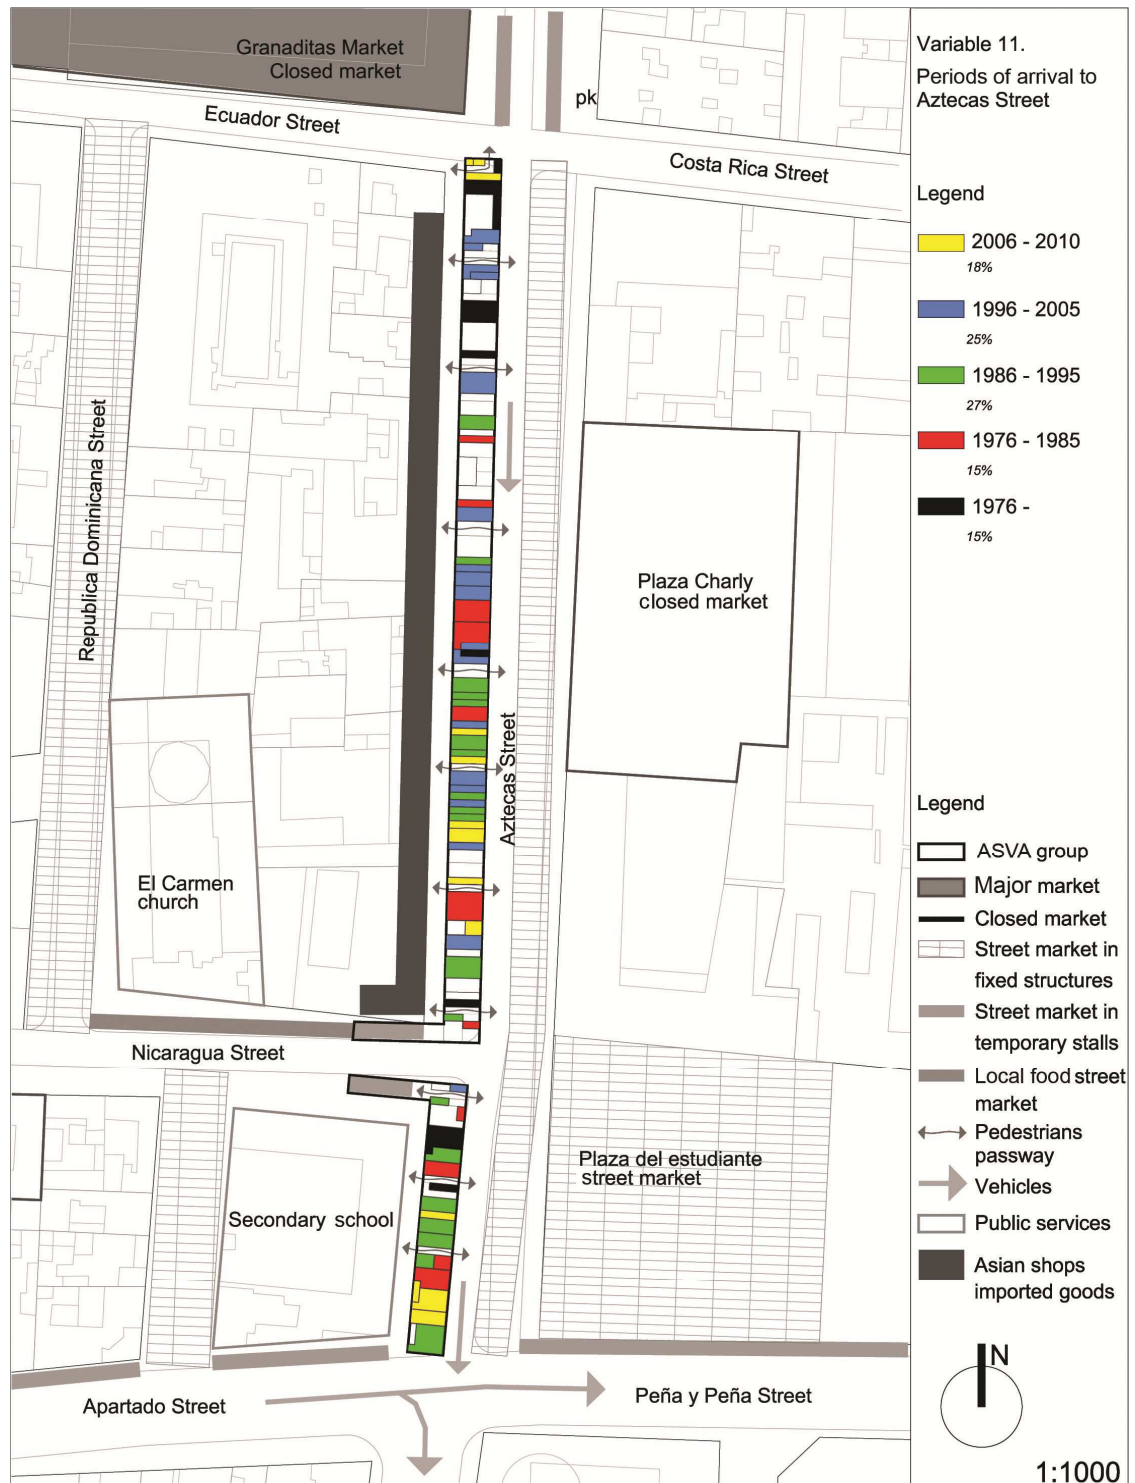 Granaditas Market
Closed market
Ecuador Street
pk
Costa Rica Street
Republica Dominicana Street
Plaza Charly
closed market
Aztecas Street
El Carmen
church
Nicaragua Street
Plaza del estudiante
street market
Secondary school
Apartado Street
Peña y Peña Street
Variable 11.
Periods of arrival to
Aztecas Street
Legend
2006 - 2010
18%
1996 - 2005
25%
1986 - 1995
27%
1976 - 1985
15%
1976 -
15%
Legend
ASVA group
Major market
Closed market
Street market in
fixed structures
Street market in
temporary stalls
Local food street
market
Pedestrians
passway
Vehicles
Public services
Asian shops
imported goods
N
1:1000